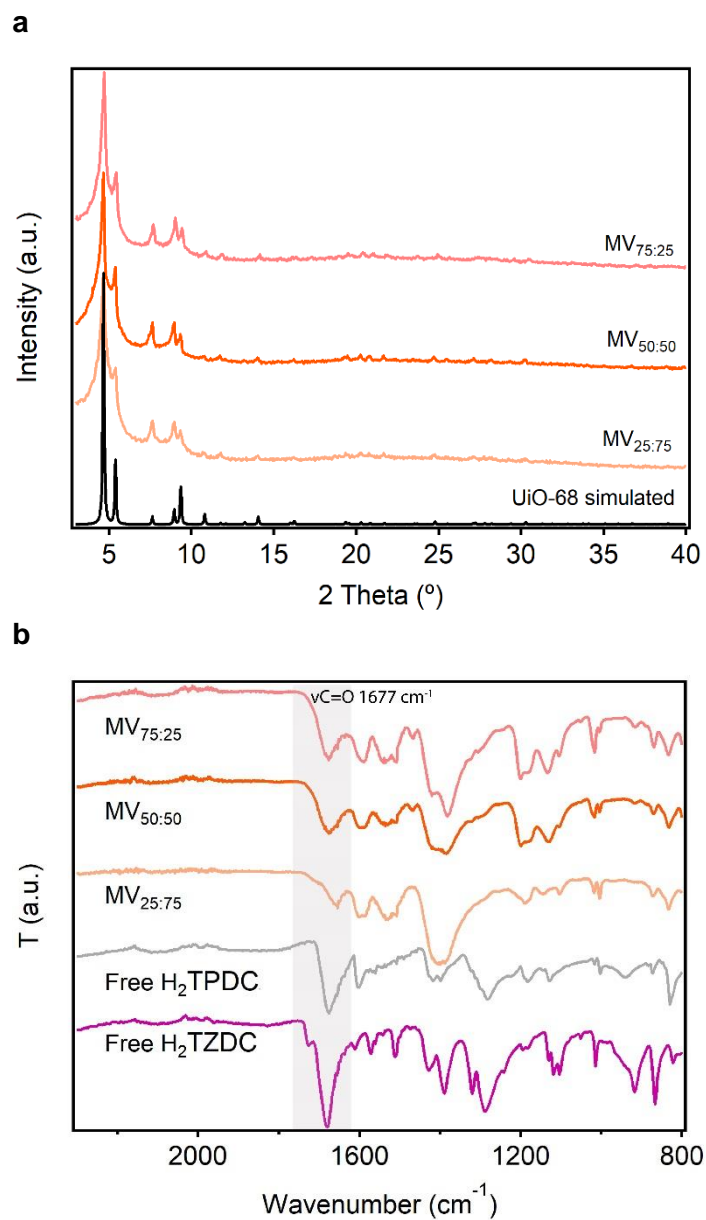 a
Intensity (a.u.)
MV75:25
MV50:50
MV25:75
UiO-68 simulated
5 10 15 20 25 30 35 40
2 Theta (º)
b
T (a.u.)
νC=O 1677 cm-1
MV75:25
MV50:50
MV25:75
Free H2TPDC
Free H2TZDC
2000 1600 1200 800
Wavenumber (cm-1)